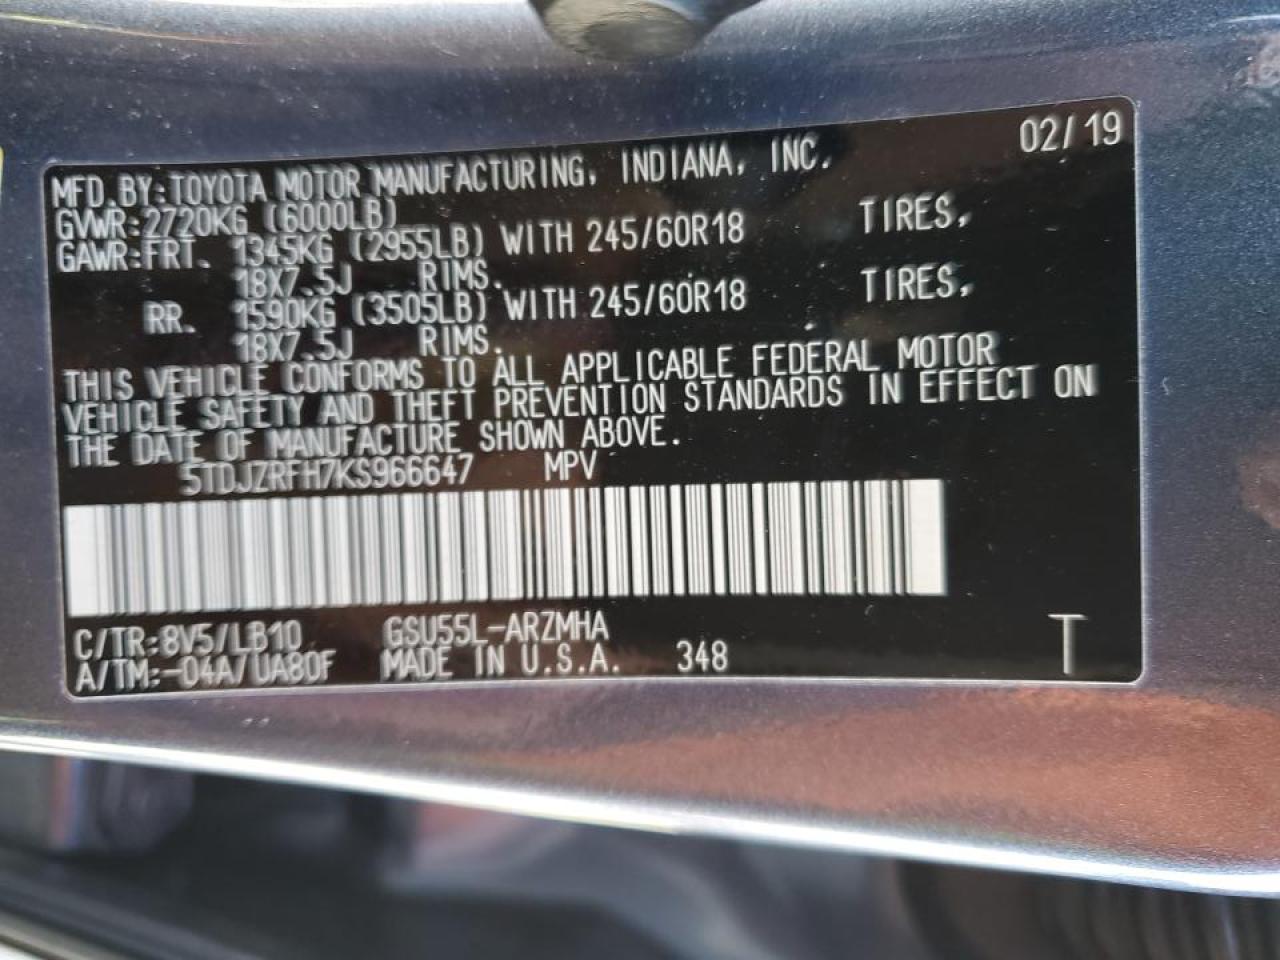 02/19
MFD.BY:TOYOTA MOTOR MANUFACTURING, INDIANA, INC.
GVWR:2720KG (6000LB)
GAWR:FRT. 1345KG (2955LB) WITH 245/60R18 TIRES,
18X7.5J RIMS.
RR. 1590KG (3505LB) WITH 245/60R18 TIRES,
18X7.5J RIMS.
THIS VEHICLE CONFORMS TO ALL APPLICABLE FEDERAL MOTOR
VEHICLE SAFETY AND THEFT PREVENTION STANDARDS IN EFFECT ON
THE DATE OF MANUFACTURE SHOWN ABOVE.
5TDJZRFH7KS966647 MPV
C/TR:8V5/LB10 GSU55L-ARZMHA
A/TM:-04A/UA80F MADE IN U.S.A. 348
T